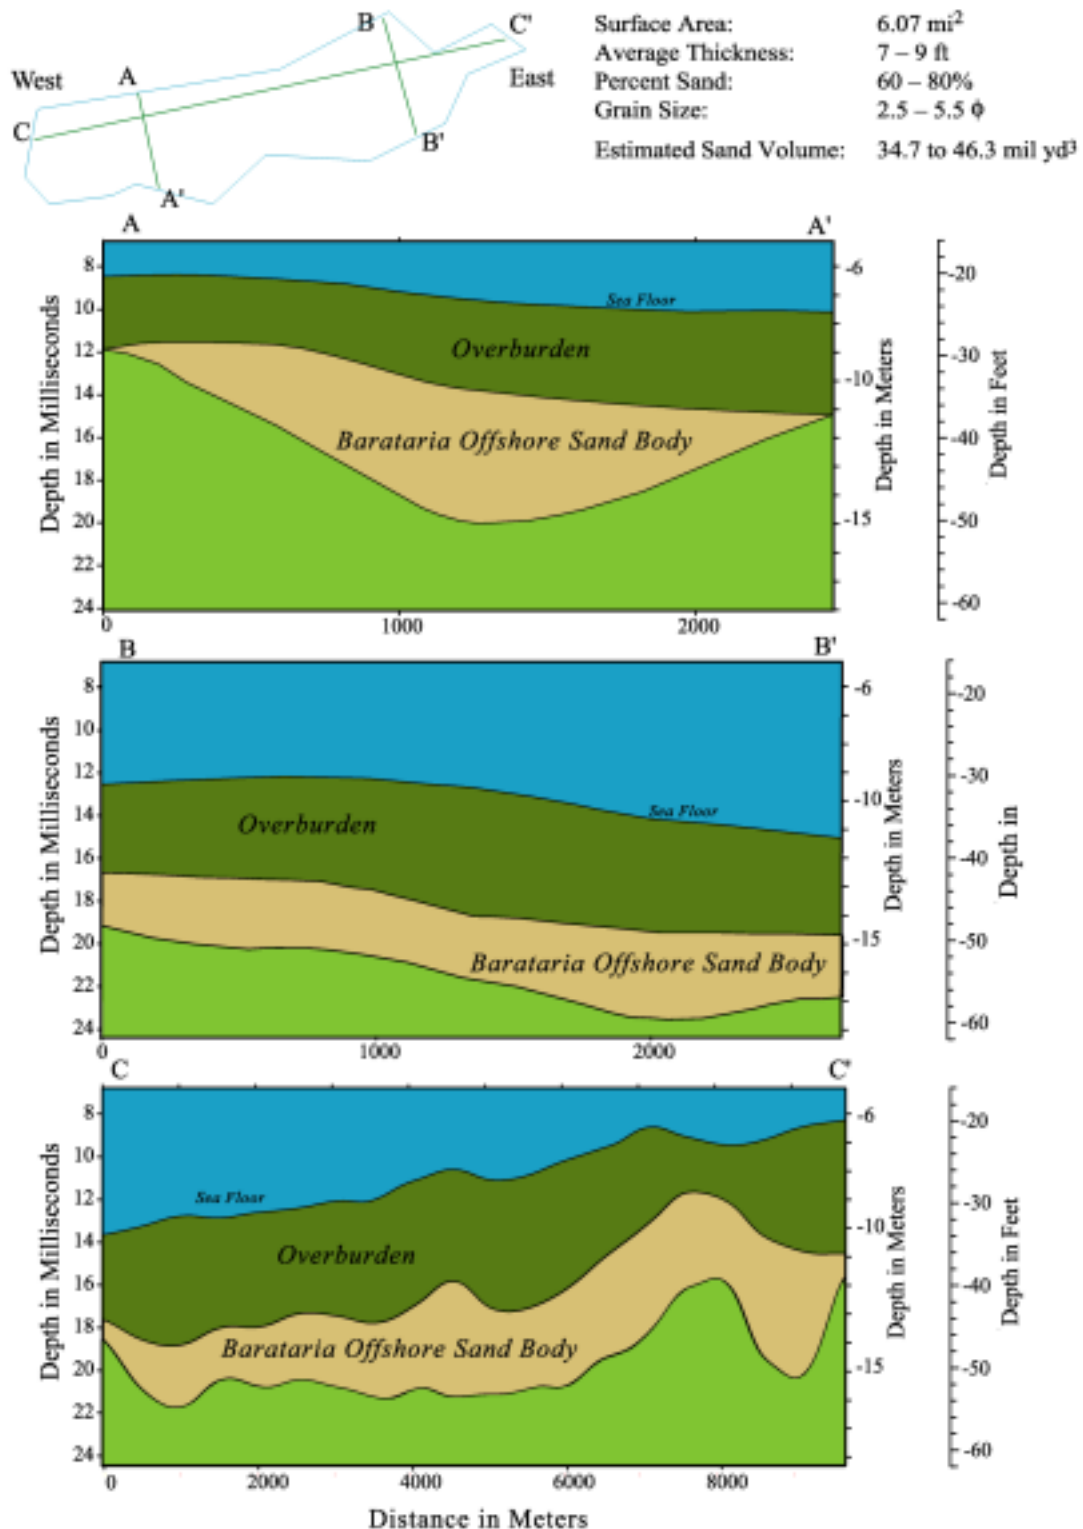 B
C'
West
A
East
C
B'
A'
Surface Area: 6.07 mi²
Average Thickness: 7 – 9 ft
Percent Sand: 60 – 80%
Grain Size: 2.5 – 5.5 ϕ
Estimated Sand Volume: 34.7 to 46.3 mil yd³
A
A'
Depth in Milliseconds
8
10
12
14
16
18
20
22
24
Sea Floor
Overburden
Barataria Offshore Sand Body
0
1000
2000
-6
-10
-15
Depth in Meters
-20
-30
-40
-50
-60
Depth in Feet
B
B'
Depth in Milliseconds
8
10
12
14
16
18
20
22
24
Sea Floor
Overburden
Barataria Offshore Sand Body
0
1000
2000
-6
-10
-15
Depth in Meters
-20
-30
-40
-50
-60
Depth in
C
C'
Depth in Milliseconds
8
10
12
14
16
18
20
22
24
Sea Floor
Overburden
Barataria Offshore Sand Body
0
2000
4000
6000
8000
-6
-10
-15
Depth in Meters
-20
-30
-40
-50
-60
Depth in Feet
Distance in Meters